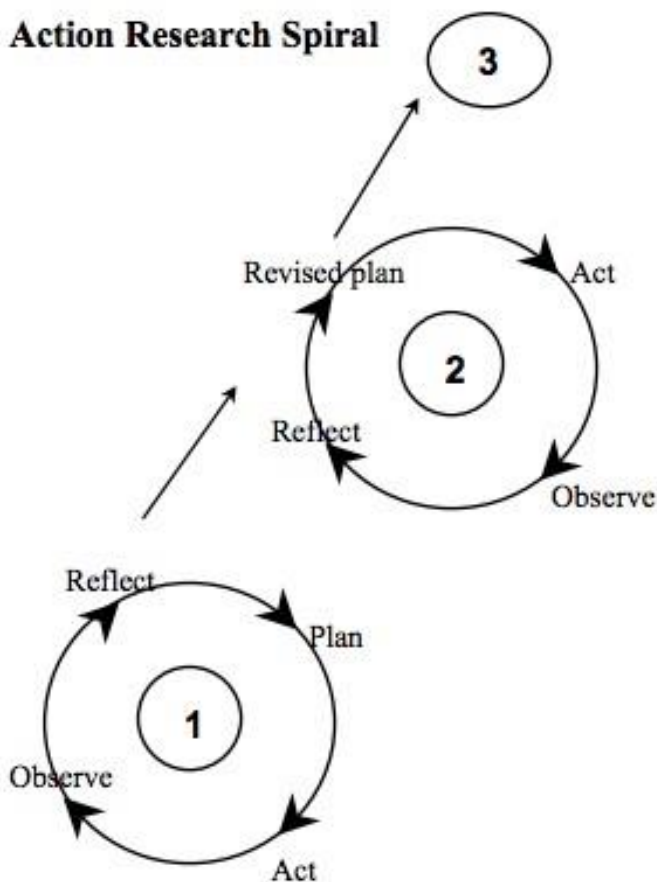 Action Research Spiral
3
Revised plan
Act
2
Reflect
Observe
Reflect
Plan
1
Observe
Act